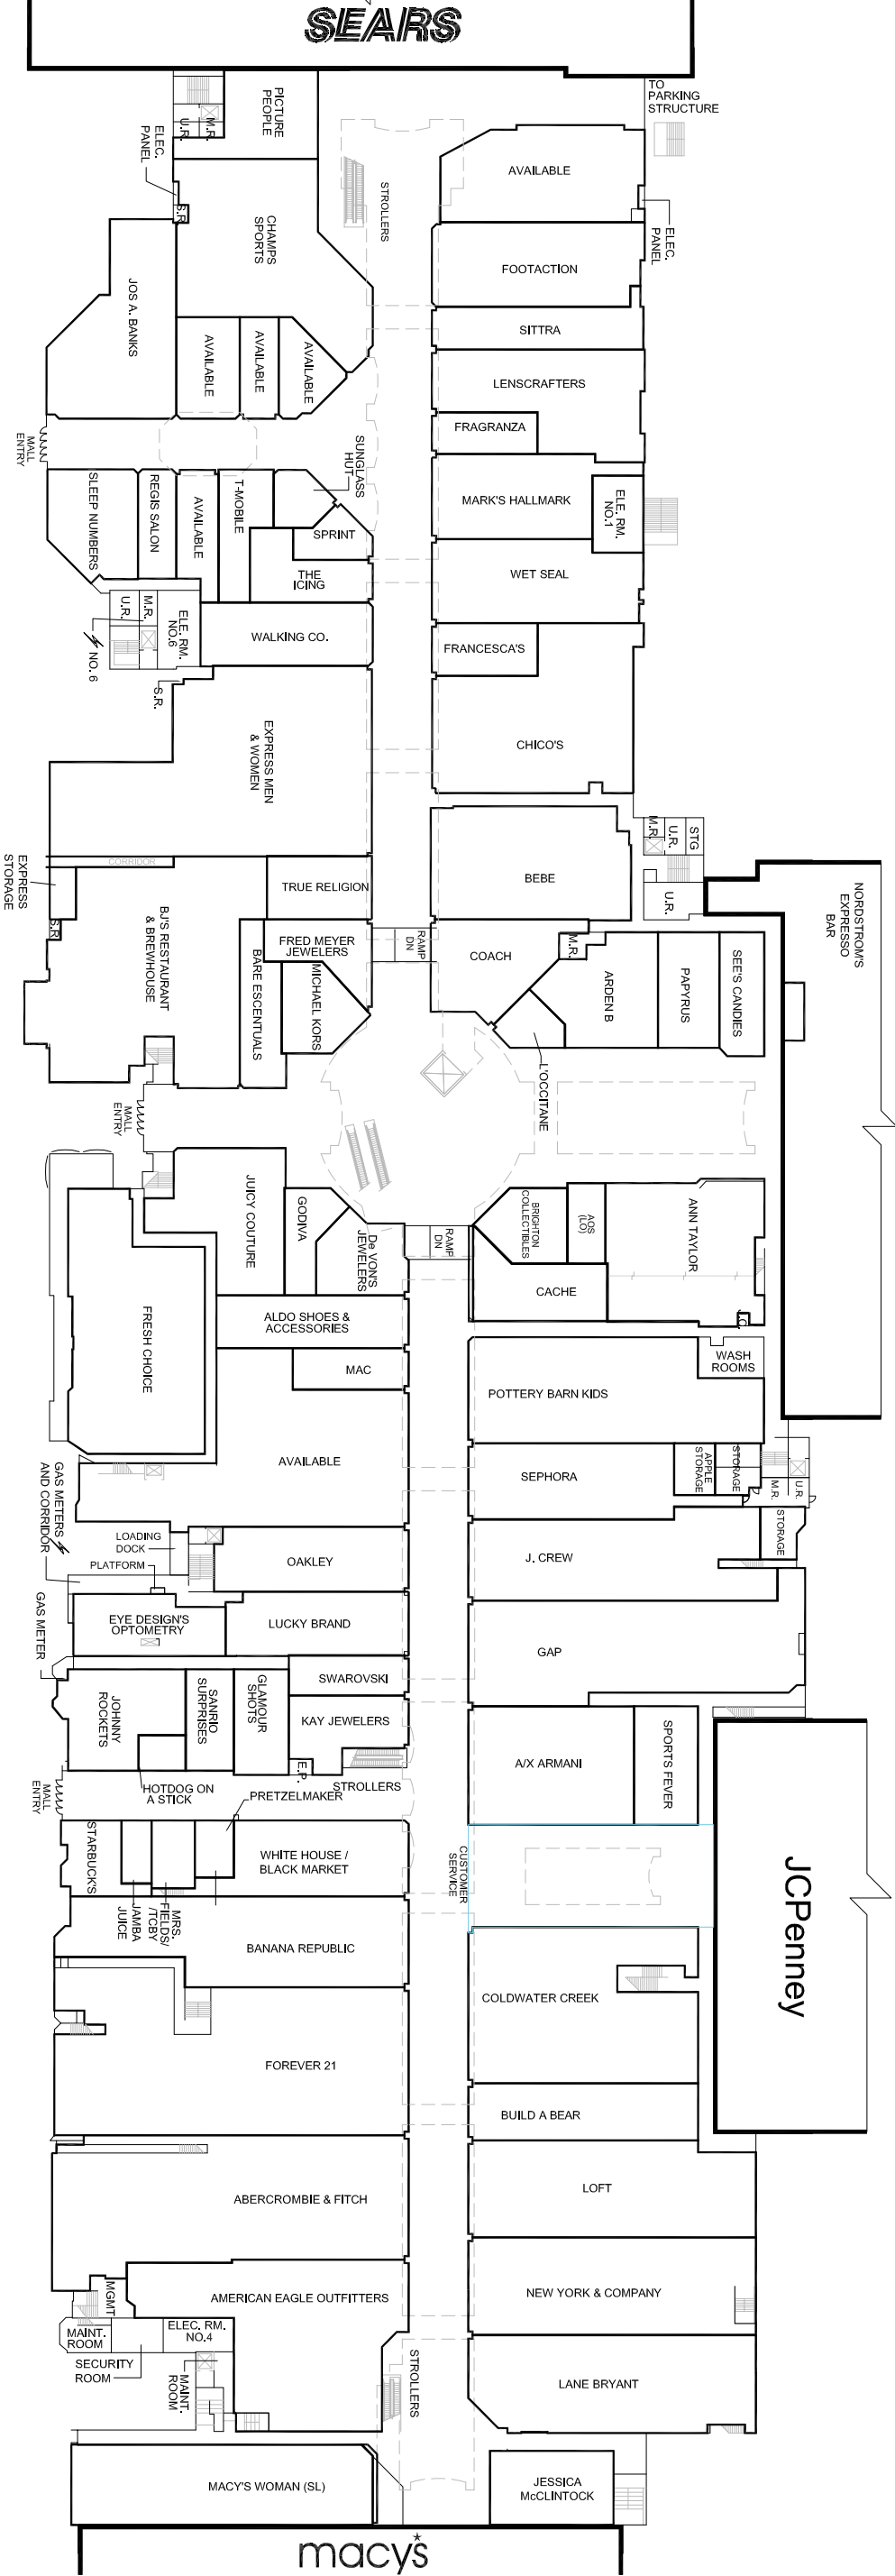 SEARS
TO
PARKING
STRUCTURE
PICTURE
PEOPLE
M.R.
U.R.
ELEC.
PANEL
S.R.
STROLLERS
AVAILABLE
ELEC.
PANEL
CHAMPS
SPORTS
FOOTACTION
JOS A. BANKS
SITTRA
AVAILABLE
AVAILABLE
AVAILABLE
LENSCRAFTERS
FRAGRANZA
MALL
ENTRY
SUNGLASS
HUT
SLEEP NUMBERS
REGIS SALON
AVAILABLE
T-MOBILE
SPRINT
MARK'S HALLMARK
ELE. RM.
NO.1
THE
ICING
WET SEAL
U.R.
M.R.
ELE. RM.
NO.6
NO. 6
WALKING CO.
FRANCESCA'S
S.R.
EXPRESS MEN
& WOMEN
CHICO'S
M.R.
U.R.
STG
U.R.
CORRIDOR
EXPRESS
STORAGE
S.R.
TRUE RELIGION
BEBE
NORDSTROM'S
EXPRESSO
BAR
BJ'S RESTAURANT
& BREWHOUSE
FRED MEYER
JEWELERS
RAMP
DN
COACH
M.R.
ARDEN B
PAPYRUS
SEE'S CANDIES
BARE ESCENTUALS
MICHAEL KORS
L'OCCITANE
MALL
ENTRY
JUICY COUTURE
GODIVA
De VON'S
JEWELERS
RAMP
DN
BRIGHTON
COLLECTIBLES
AOS
(LO)
ANN TAYLOR
CACHE
J.C.
FRESH CHOICE
ALDO SHOES &
ACCESSORIES
MAC
WASH
ROOMS
POTTERY BARN KIDS
AVAILABLE
SEPHORA
APPLE
STORAGE
STORAGE
M.R.
U.R.
GAS METERS
AND CORRIDOR
LOADING
DOCK
PLATFORM
OAKLEY
J. CREW
STORAGE
GAS METER
EYE DESIGN'S
OPTOMETRY
LUCKY BRAND
GAP
JOHNNY
ROCKETS
SANRIO
SURPRISES
GLAMOUR
SHOTS
SWAROVSKI
KAY JEWELERS
E.P.
STROLLERS
A/X ARMANI
SPORTS FEVER
MALL
ENTRY
HOTDOG ON
A STICK
PRETZELMAKER
STARBUCK'S
WHITE HOUSE /
BLACK MARKET
CUSTOMER
SERVICE
JCPenney
JAMBA
JUICE
MRS.
FIELDS/
/TCBY
BANANA REPUBLIC
COLDWATER CREEK
FOREVER 21
BUILD A BEAR
ABERCROMBIE & FITCH
LOFT
MGMT
AMERICAN EAGLE OUTFITTERS
NEW YORK & COMPANY
MAINT.
ROOM
ELEC. RM.
NO.4
SECURITY
ROOM
MAINT.
ROOM
STROLLERS
LANE BRYANT
MACY'S WOMAN (SL)
JESSICA
McCLINTOCK
macy's